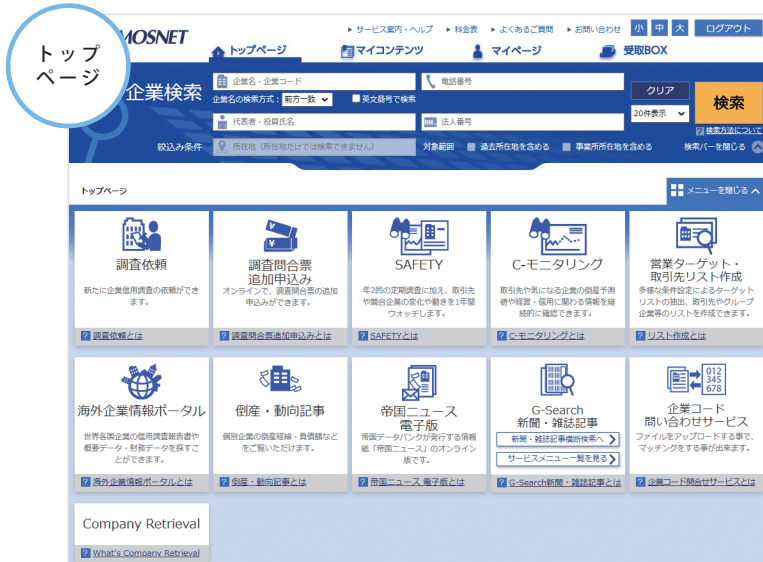 トップ
ページ
MOSNET
サービス案内・ヘルプ
料金表
よくあるご質問
お問い合わせ
小
中
大
ログアウト
トップページ
マイコンテンツ
マイページ
受取BOX
企業検索
企業名・企業コード
電話番号
クリア
検索
企業名の検索方式：
前方一致
英文商号で検索
20件表示
代表者・役員氏名
法人番号
検索方法について
絞込み条件
所在地（所在地だけでは検索できません）
対象範囲
過去所在地を含める
事業所所在地を含める
検索バーを閉じる
トップページ
メニューを閉じる
調査依頼
新たに企業信用調査の依頼ができ
ます。
調査依頼とは
調査問合票
追加申込み
オンラインで、調査問合票の追加
申込みができます。
調査問合票追加申込みとは
SAFETY
年2回の定期調査に加え、取引先
や競合企業の変化や動きを1年間
ウォッチします。
SAFETYとは
C-モニタリング
取引先や気になる企業の倒産予測
値や経営・信用に関わる情報を継
続的に確認できます。
C-モニタリングとは
営業ターゲット・
取引先リスト作成
多様な条件設定によるターゲット
リストの抽出、取引先やグループ
企業等のリストを作成できます。
リスト作成とは
海外企業情報ポータル
世界各国企業の信用調査報告書や
概要データ・財務データを探すこ
とができます。
海外企業情報ポータルとは
倒産・動向記事
個別企業の倒産経緯・負債額など
をご覧いただけます。
倒産・動向記事とは
帝国ニュース
電子版
帝国データバンクが発行する情報
紙「帝国ニュース」のオンライン
版です。
帝国ニュース 電子版とは
G-Search
新聞・雑誌記事
新聞・雑誌記事横断検索へ
サービスメニュー一覧を見る
G-Search新聞・雑誌記事とは
012
345
678
企業コード
問い合わせサービス
ファイルをアップロードする事で、
マッチングをする事が出来ます。
企業コード問合せサービスとは
Company Retrieval
What's Company Retrieval